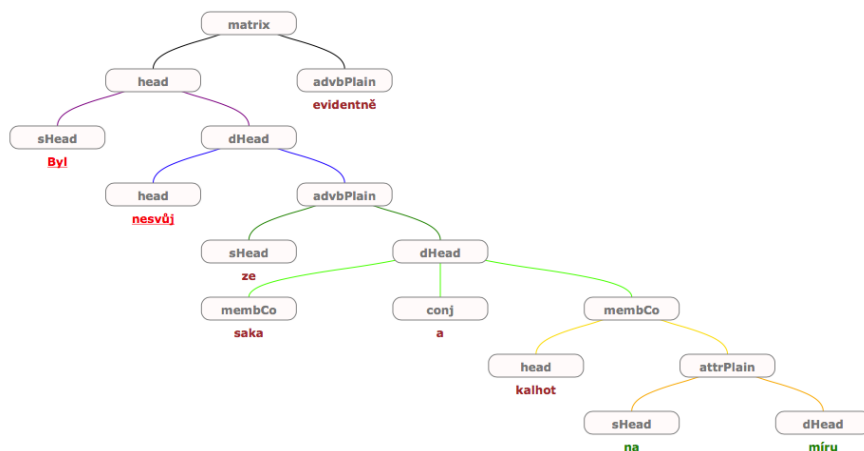 matrix
head advbPlain
evidentně
sHead dHead
Byl
head advbPlain
nesvůj
sHead dHead
ze
membCo conj membCo
saka a
head attrPlain
kalhot
sHead dHead
na míru